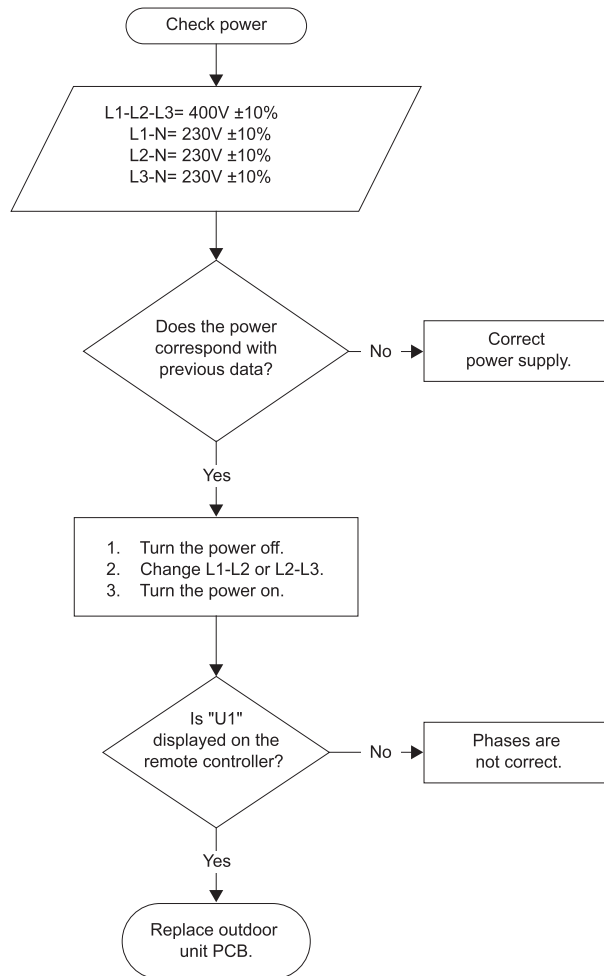 Check power
L1-L2-L3= 400V ±10%
L1-N= 230V ±10%
L2-N= 230V ±10%
L3-N= 230V ±10%
Does the power
correspond with
previous data?
No
Correct
power supply.
Yes
1. Turn the power off.
2. Change L1-L2 or L2-L3.
3. Turn the power on.
Is "U1"
displayed on the
remote controller?
No
Phases are
not correct.
Yes
Replace outdoor
unit PCB.